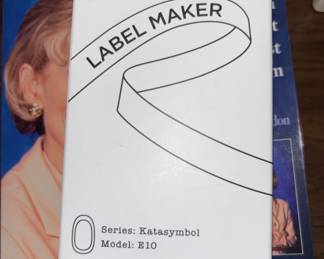 LABEL MAKER
Series: Katasymbol
Model: E10